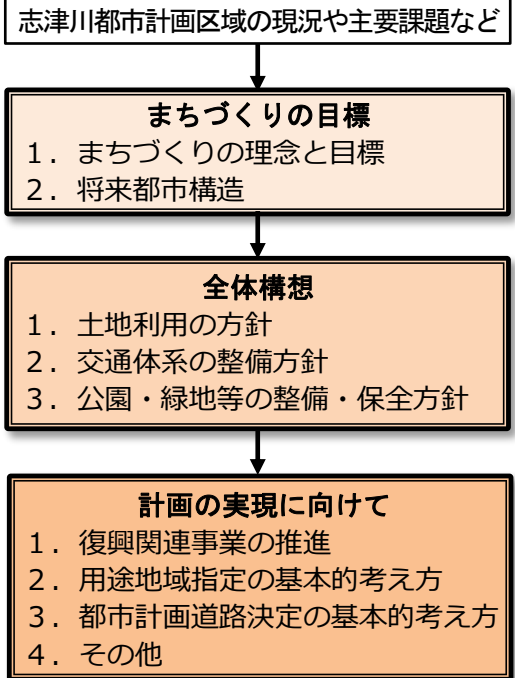 志津川都市計画区域の現況や主要課題など
まちづくりの目標
１．まちづくりの理念と目標
２．将来都市構造
全体構想
１．土地利用の方針
２．交通体系の整備方針
３．公園・緑地等の整備・保全方針
計画の実現に向けて
１．復興関連事業の推進
２．用途地域指定の基本的考え方
３．都市計画道路決定の基本的考え方
４．その他